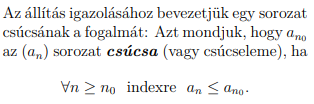 Az állítás igazolásához bevezetjük egy sorozat
csúcsának a fogalmát: Azt mondjuk, hogy $a_{n_0}$
az $(a_n)$ sorozat csúcsa (vagy csúcseleme), ha
$\forall n \geq n_0$ indexre $a_n \leq a_{n_0}$.